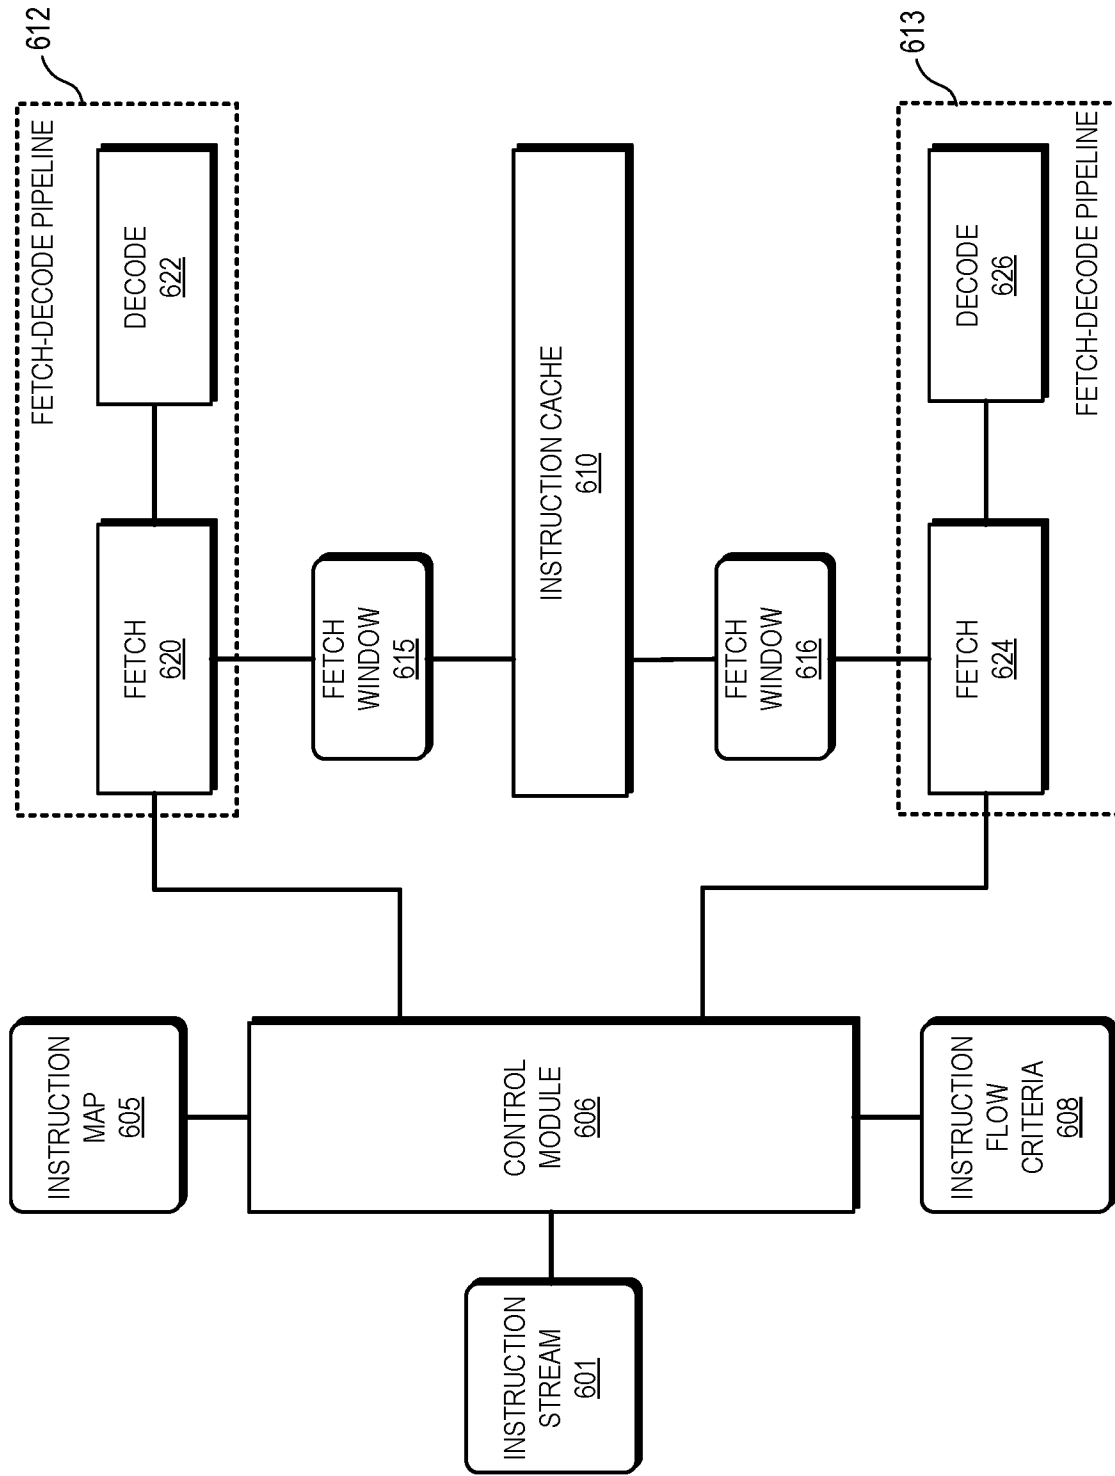 612
FETCH-DECODE PIPELINE
FETCH
620
DECODE
622
INSTRUCTION
MAP
605
FETCH
WINDOW
615
INSTRUCTION
STREAM
601
CONTROL
MODULE
606
INSTRUCTION CACHE
610
FETCH
WINDOW
616
INSTRUCTION
FLOW
CRITERIA
608
613
FETCH
624
DECODE
626
FETCH-DECODE PIPELINE